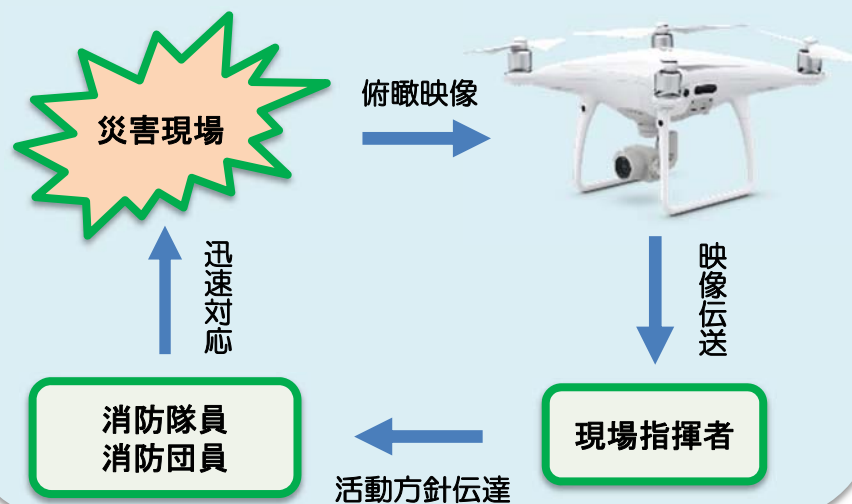 災害現場
俯瞰映像
映像伝送
現場指揮者
活動方針伝達
消防隊員
消防団員
迅速対応